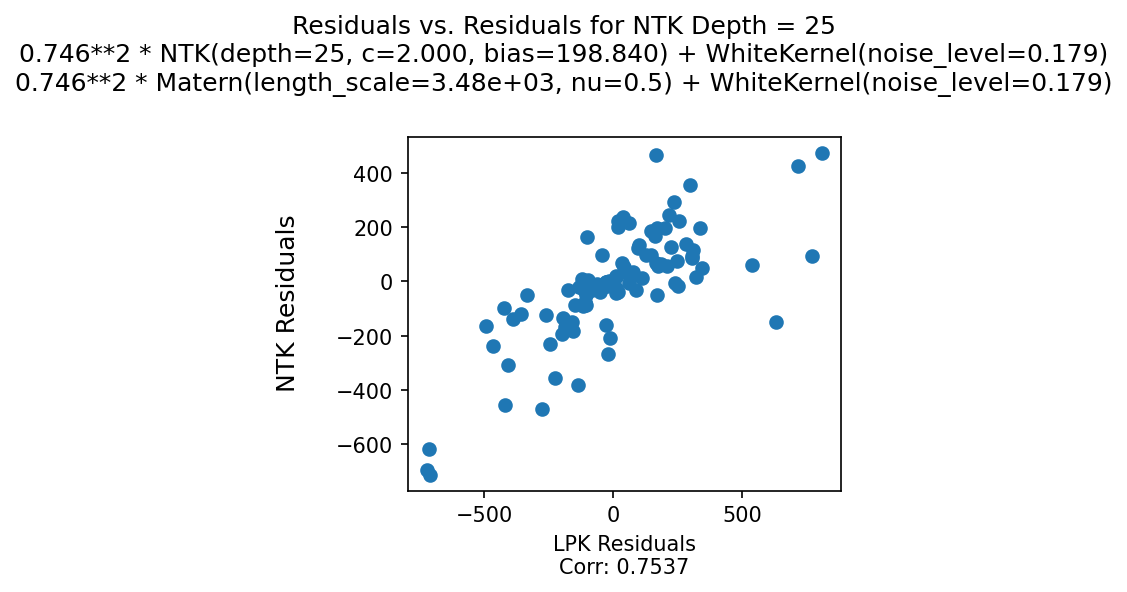 Residuals vs. Residuals for NTK Depth = 25
0.746**2 * NTK(depth=25, c=2.000, bias=198.840) + WhiteKernel(noise_level=0.179)
0.746**2 * Matern(length_scale=3.48e+03, nu=0.5) + WhiteKernel(noise_level=0.179)
NTK Residuals
400
200
0
−200
−400
−600
−500 0 500
LPK Residuals
Corr: 0.7537